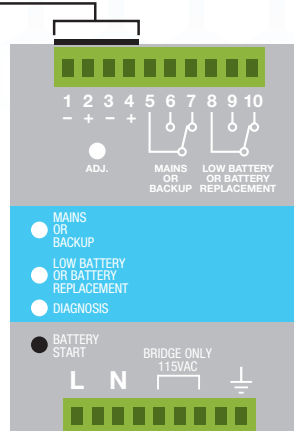 1 2 3 4 5 6 7 8 9 10
− + − +
ADJ.
MAINS
OR
BACKUP
LOW BATTERY
OR BATTERY
REPLACEMENT
MAINS
OR
BACKUP
LOW BATTERY
OR BATTERY
REPLACEMENT
DIAGNOSIS
BATTERY
START
BRIDGE ONLY
115VAC
L N